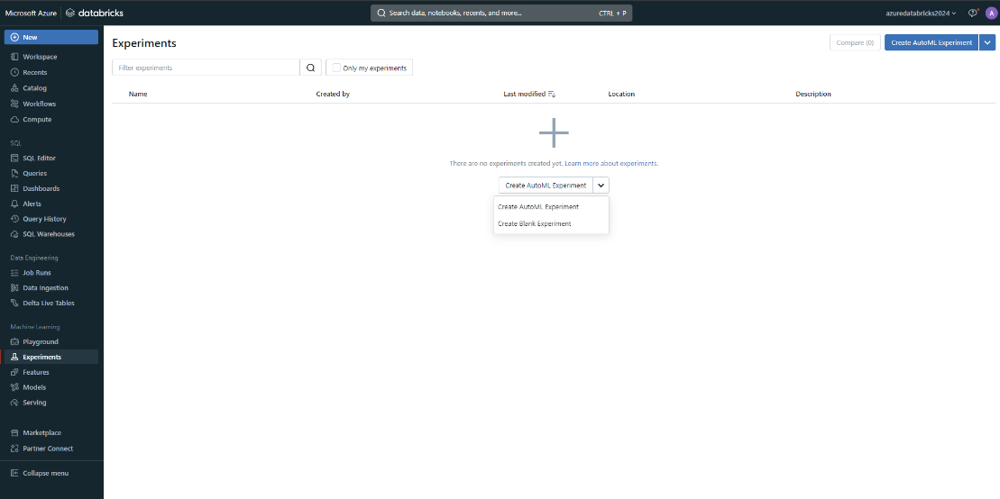 Microsoft Azure databricks Search data, notebooks, recents, and more... CTRL + P azuredatabricks2024 A
New
Workspace
Recents
Catalog
Workflows
Compute
SQL
SQL Editor
Queries
Dashboards
Alerts
Query History
SQL Warehouses
Data Engineering
Job Runs
Data Ingestion
Delta Live Tables
Machine Learning
Playground
Experiments
Features
Models
Serving
Marketplace
Partner Connect
Collapse menu
Experiments Compare (0) Create AutoML Experiment
Filter experiments Only my experiments
Name Created by Last modified Location Description
There are no experiments created yet. Learn more about experiments.
Create AutoML Experiment
Create AutoML Experiment
Create Blank Experiment